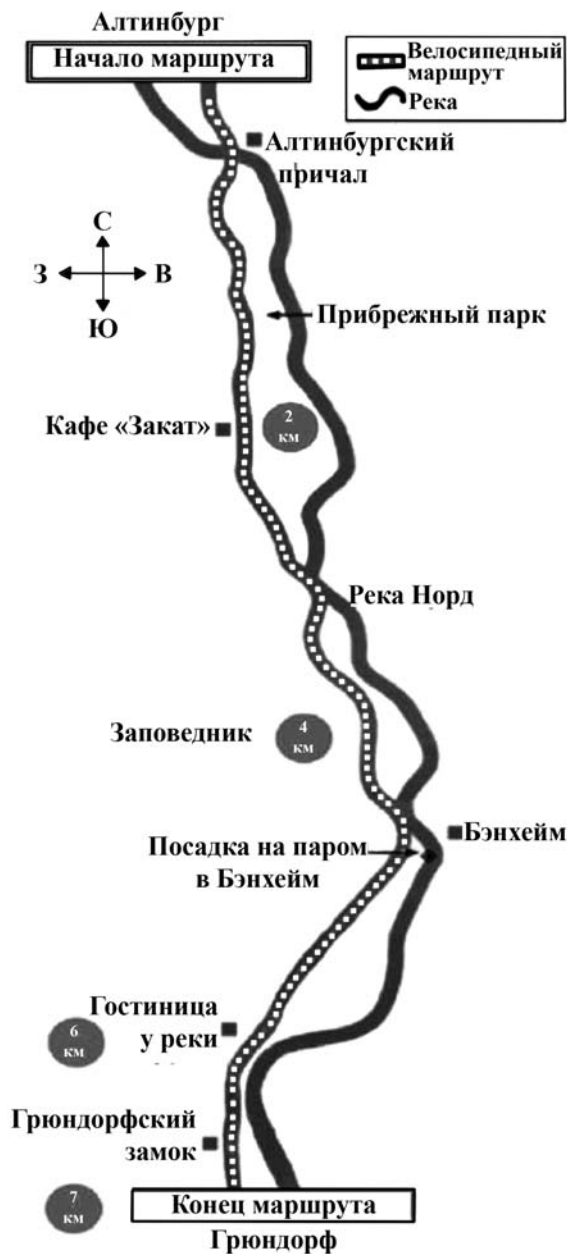 Алтинбург
Начало маршрута
Велосипедный
маршрут
Река
Алтинбургский
причал
С
З
В
Ю
Прибрежный парк
Кафе «Закат»
2
км
Река Норд
Заповедник
4
км
Бэнхейм
Посадка на паром
в Бэнхейм
Гостиница
у реки
6
км
Грюндорфский
замок
7
км
Конец маршрута
Грюндорф